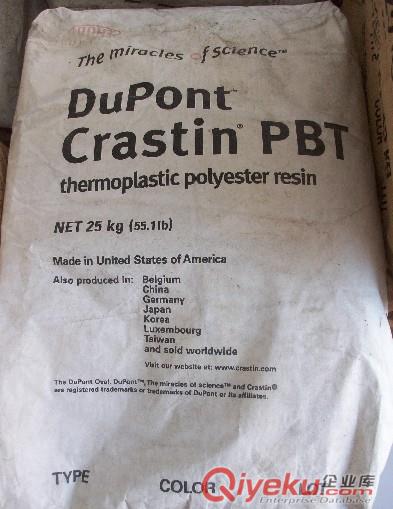 The miracles of science™
DuPont™
Crastin® PBT
thermoplastic polyester resin
NET 25 kg (55.1lb)
Made in United States of America
Also produced in: Belgium
China
Germany
Japan
Korea
Luxembourg
Taiwan
and sold worldwide
Visit our website at: www.crastin.com
The DuPont Oval, DuPont™, The miracles of science™ and Crastin®
are registered trademarks or trademarks of DuPont or its affiliates.
TYPE COLOR LOT
Qiyeku.com 企业库
Enterprise Database